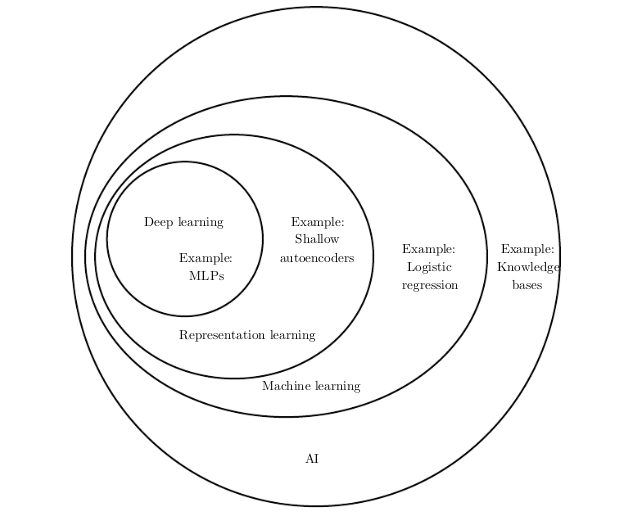 Deep learning
Example:
MLPs
Example:
Shallow
autoencoders
Example:
Logistic
regression
Example:
Knowledge
bases
Representation learning
Machine learning
AI